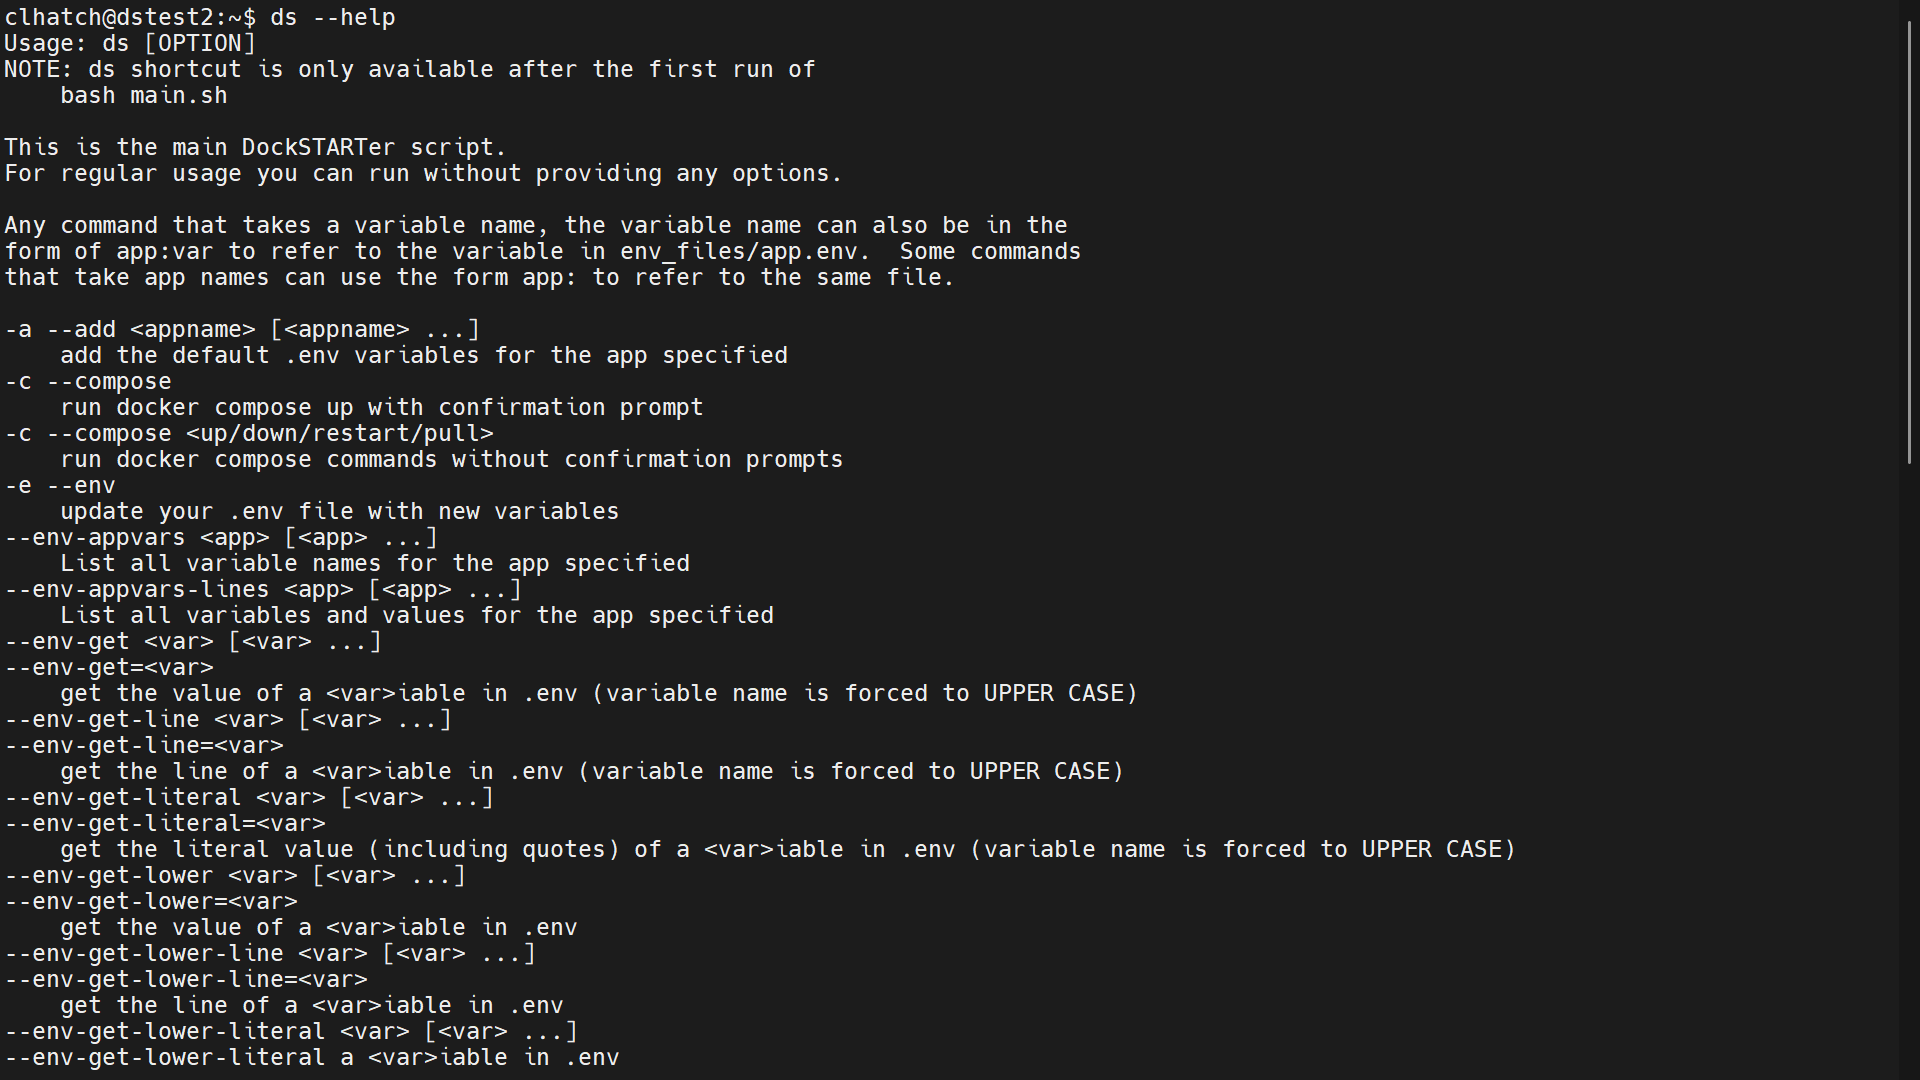 clhatch@dstest2:~$ ds --help
Usage: ds [OPTION]
NOTE: ds shortcut is only available after the first run of
    bash main.sh

This is the main DockSTARTer script.
For regular usage you can run without providing any options.

Any command that takes a variable name, the variable name can also be in the
form of app:var to refer to the variable in env_files/app.env.  Some commands
that take app names can use the form app: to refer to the same file.

-a --add <appname> [<appname> ...]
    add the default .env variables for the app specified
-c --compose
    run docker compose up with confirmation prompt
-c --compose <up/down/restart/pull>
    run docker compose commands without confirmation prompts
-e --env
    update your .env file with new variables
--env-appvars <app> [<app> ...]
    List all variable names for the app specified
--env-appvars-lines <app> [<app> ...]
    List all variables and values for the app specified
--env-get <var> [<var> ...]
--env-get=<var>
    get the value of a <var>iable in .env (variable name is forced to UPPER CASE)
--env-get-line <var> [<var> ...]
--env-get-line=<var>
    get the line of a <var>iable in .env (variable name is forced to UPPER CASE)
--env-get-literal <var> [<var> ...]
--env-get-literal=<var>
    get the literal value (including quotes) of a <var>iable in .env (variable name is forced to UPPER CASE)
--env-get-lower <var> [<var> ...]
--env-get-lower=<var>
    get the value of a <var>iable in .env
--env-get-lower-line <var> [<var> ...]
--env-get-lower-line=<var>
    get the line of a <var>iable in .env
--env-get-lower-literal <var> [<var> ...]
--env-get-lower-literal a <var>iable in .env